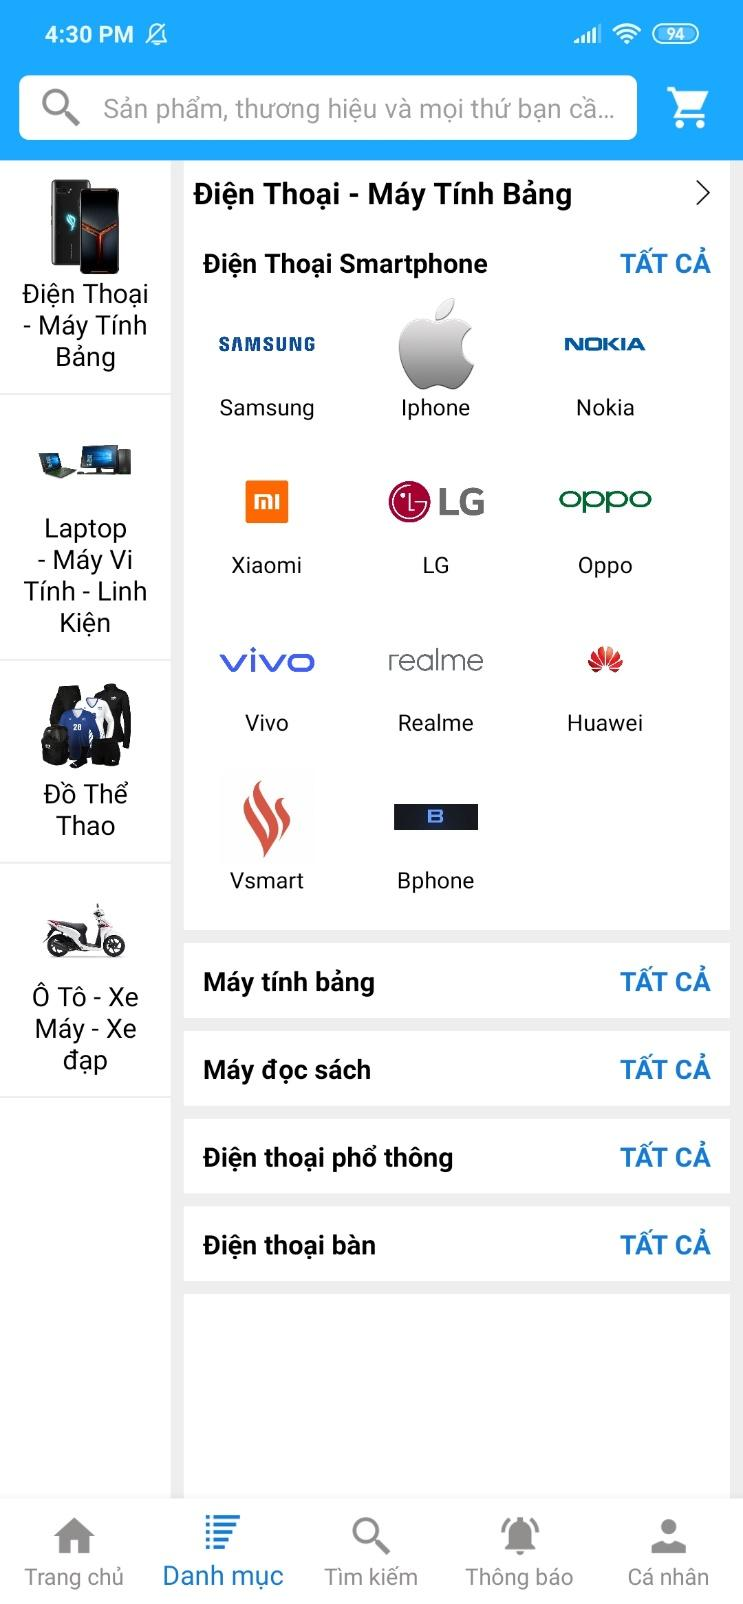 4:30 PM
94
Sản phẩm, thương hiệu và mọi thứ bạn cầ...
Điện Thoại
- Máy Tính
Bảng
Laptop
- Máy Vi
Tính - Linh
Kiện
28
Đồ Thể
Thao
Ô Tô - Xe
Máy - Xe
đạp
Điện Thoại - Máy Tính Bảng
Điện Thoại Smartphone TẤT CẢ
SAMSUNG NOKIA
Samsung Iphone Nokia
mi LG oppo
Xiaomi LG Oppo
vivo realme
Vivo Realme Huawei
B
Vsmart Bphone
Máy tính bảng TẤT CẢ
Máy đọc sách TẤT CẢ
Điện thoại phổ thông TẤT CẢ
Điện thoại bàn TẤT CẢ
Trang chủ Danh mục Tìm kiếm Thông báo Cá nhân